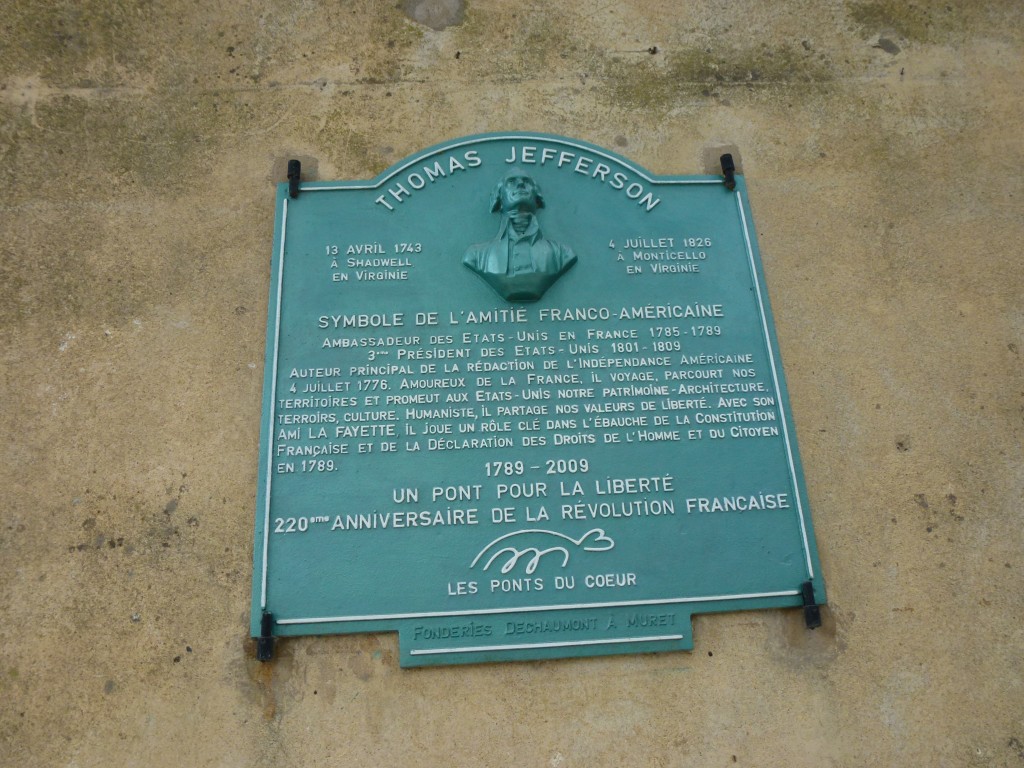 THOMAS JEFFERSON
13 AVRIL 1743
À SHADWELL
EN VIRGINIE
4 JUILLET 1826
À MONTICELLO
EN VIRGINIE
SYMBOLE DE L'AMITIÉ FRANCO-AMÉRICAINE
AMBASSADEUR DES ETATS-UNIS EN FRANCE 1785-1789
3ème PRÉSIDENT DES ETATS-UNIS 1801-1809
AUTEUR PRINCIPAL DE LA RÉDACTION DE L'INDÉPENDANCE AMÉRICAINE
4 JUILLET 1776. AMOUREUX DE LA FRANCE, IL VOYAGE, PARCOURT NOS
TERRITOIRES ET PROMEUT AUX ETATS-UNIS NOTRE PATRIMOINE-ARCHITECTURE,
TERROIRS, CULTURE. HUMANISTE, IL PARTAGE NOS VALEURS DE LIBERTÉ. AVEC SON
AMI LA FAYETTE, IL JOUE UN RÔLE CLÉ DANS L'ÉBAUCHE DE LA CONSTITUTION
FRANÇAISE ET DE LA DÉCLARATION DES DROITS DE L'HOMME ET DU CITOYEN
EN 1789.
1789 - 2009
UN PONT POUR LA LIBERTÉ
220ème ANNIVERSAIRE DE LA RÉVOLUTION FRANÇAISE
LES PONTS DU COEUR
FONDERIES DECHAUMONT À MURET